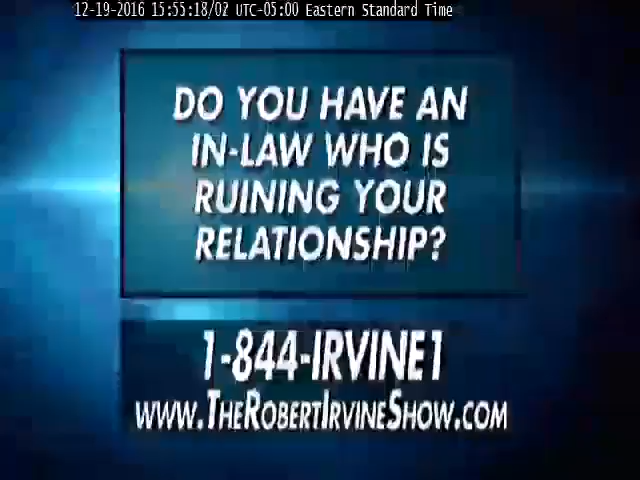 12-19-2016 15:55:18/02 UTC-05:00 Eastern Standard Time
DO YOU HAVE AN
IN-LAW WHO IS
RUINING YOUR
RELATIONSHIP?
1-844-IRVINE1
WWW.THEROBERTIRVINESHOW.COM